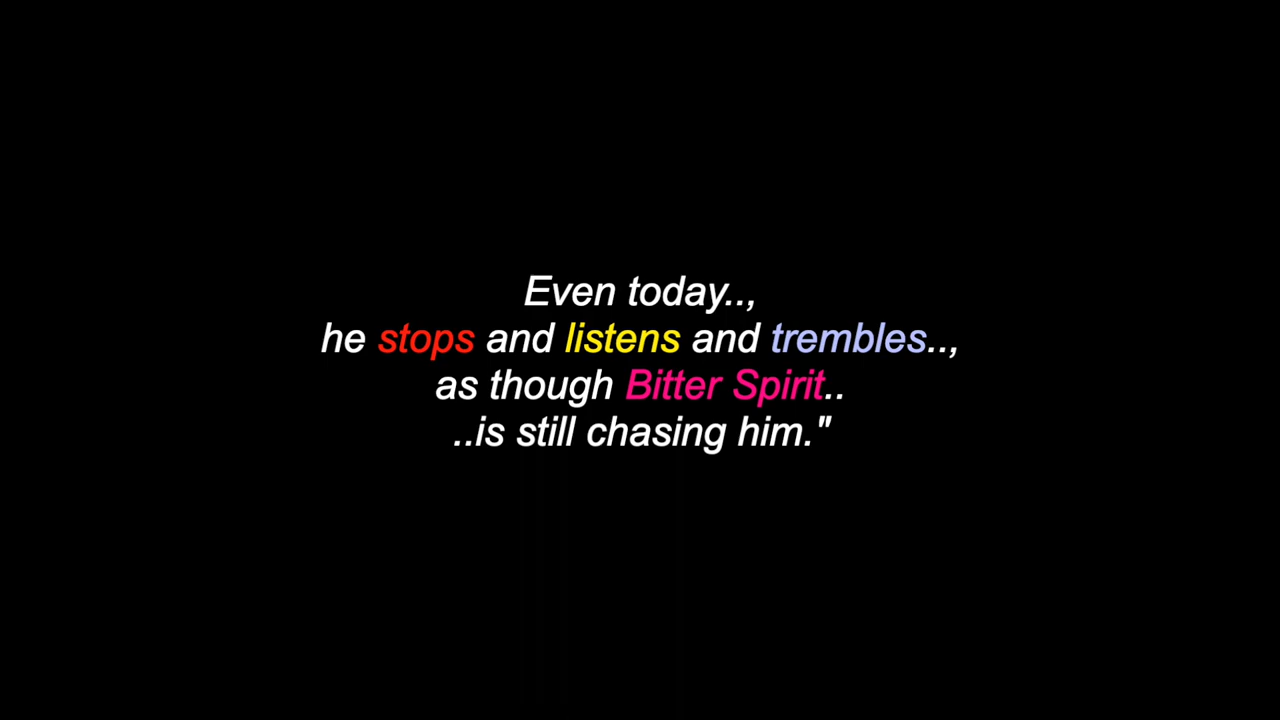 Even today..,
he stops and listens and trembles..,
as though Bitter Spirit..
..is still chasing him."